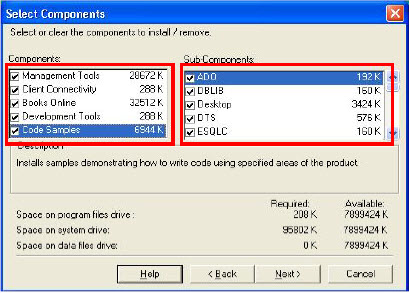 Select Components
Select or clear the components to install / remove.
Components:
Management Tools 28672 K
Client Connectivity 288 K
Books Online 32512 K
Development Tools 288 K
Code Samples 6944 K
Sub-Components:
ADO 192 K
DBLIB 160 K
Desktop 3424 K
DTS 576 K
ESQLC 160 K
Description
Installs samples demonstrating how to write code using specified areas of the product.
Required: Available:
Space on program files drive : 208 K 7899424 K
Space on system drive: 95802 K 7899424 K
Space on data files drive: 0 K 7899424 K
Help < Back Next > Cancel